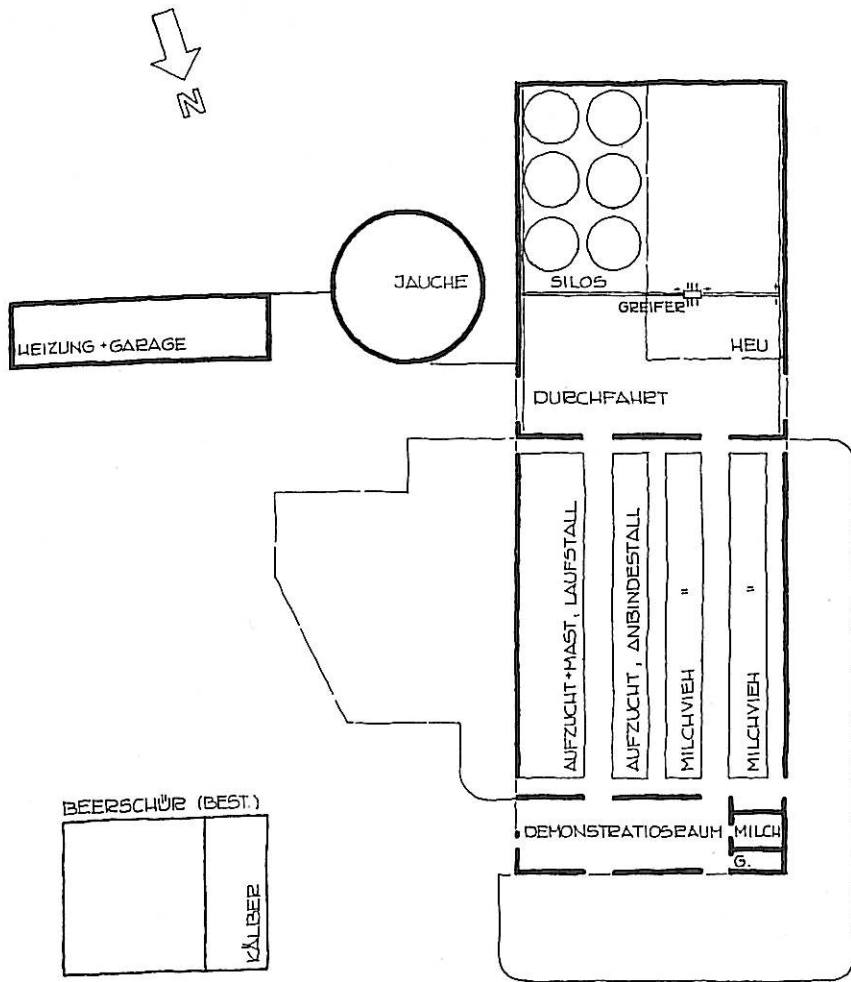 N
JAUCHE
SILOS
GREIFER
HEIZUNG + GARAGE
HEU
DURCHFAHRT
AUFZUCHT + MAST, LAUFSTALL
AUFZUCHT, ANBINDESTALL
MILCHVIEH "
MILCHVIEH "
BEERSCHÜR (BEST.)
KÄLBER
DEMONSTRATIOSRAUM
MILCH
G.